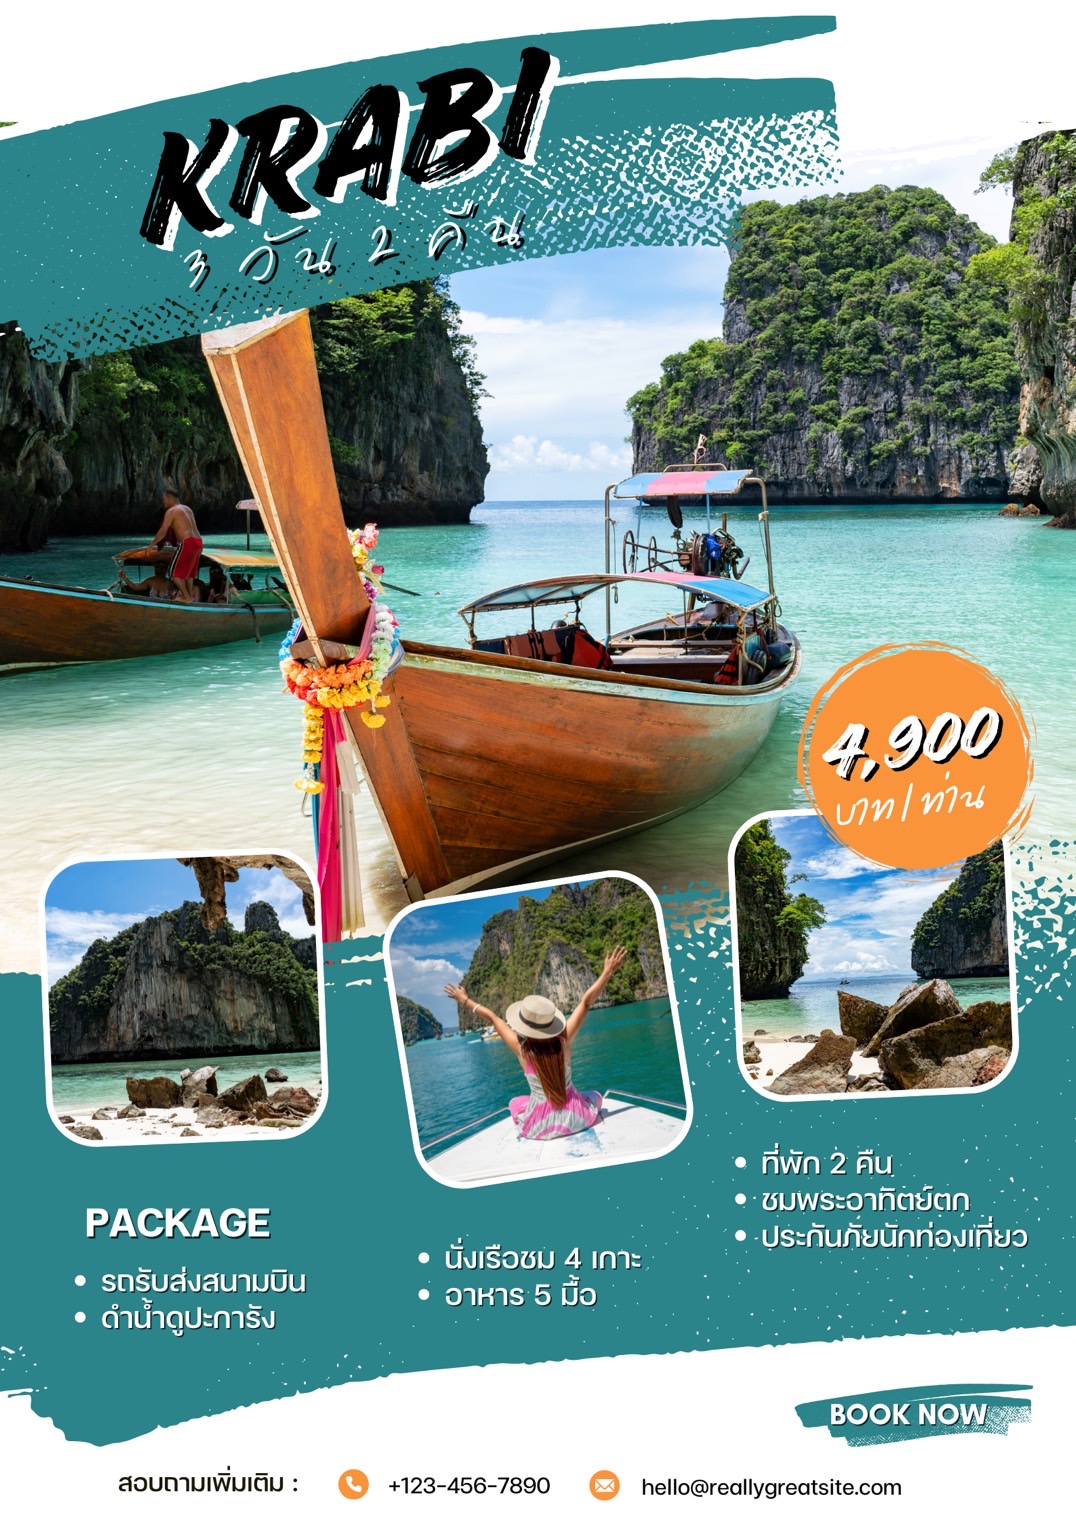 KRABI
3 วัน 2 คืน
4,900
บาท/ท่าน
PACKAGE
รถรับส่งสนามบิน
ดำน้ำดูปะการัง
นั่งเรือชม 4 เกาะ
อาหาร 5 มื้อ
ที่พัก 2 คืน
ชมพระอาทิตย์ตก
ประกันภัยนักท่องเที่ยว
BOOK NOW
สอบถามเพิ่มเติม : +123-456-7890 hello@reallygreatsite.com